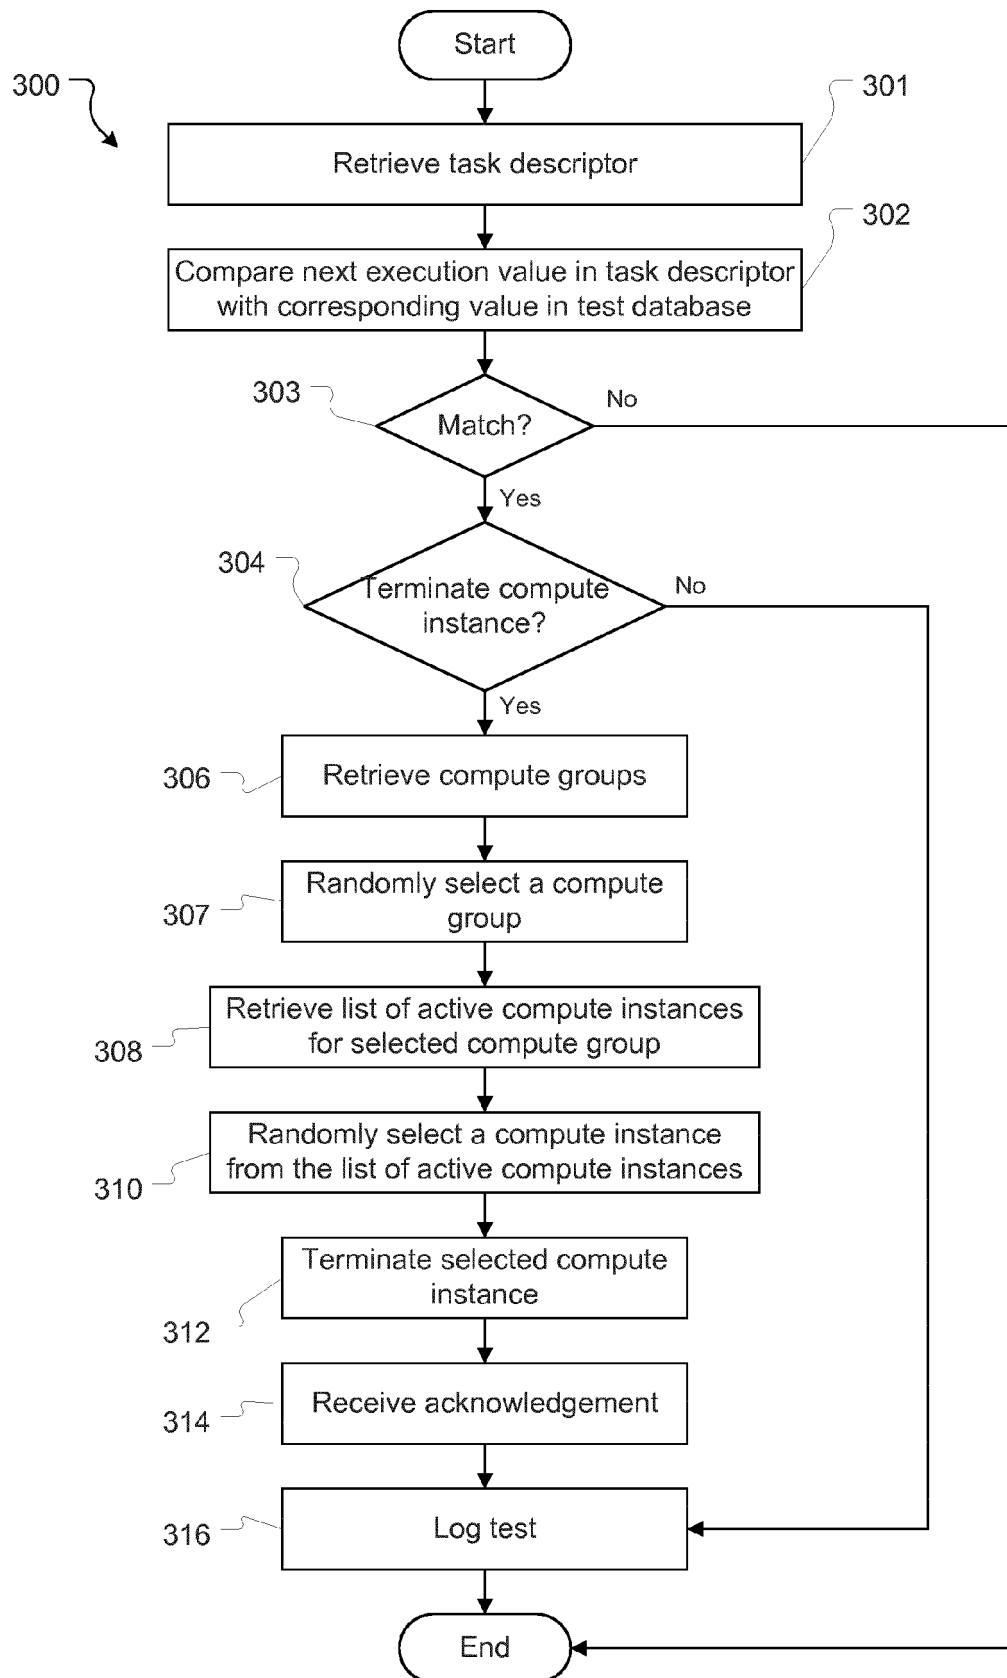 Start
300
301
Retrieve task descriptor
302
Compare next execution value in task descriptor
with corresponding value in test database
303
Match?
No
Yes
304
Terminate compute
instance?
No
Yes
306
Retrieve compute groups
307
Randomly select a compute
group
308
Retrieve list of active compute instances
for selected compute group
310
Randomly select a compute instance
from the list of active compute instances
312
Terminate selected compute
instance
314
Receive acknowledgement
316
Log test
End